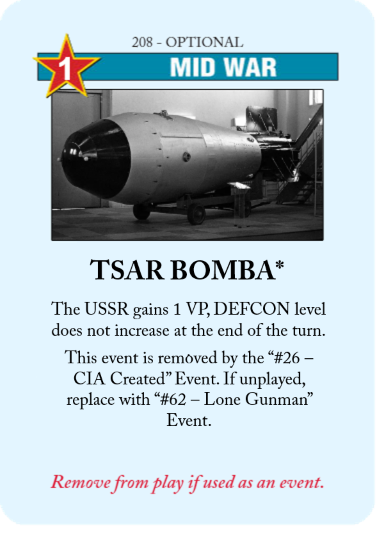 208 - OPTIONAL
1 MID WAR
TSAR BOMBA*
The USSR gains 1 VP, DEFCON level
does not increase at the end of the turn.
This event is removed by the “#26 –
CIA Created” Event. If unplayed,
replace with “#62 – Lone Gunman”
Event.
Remove from play if used as an event.